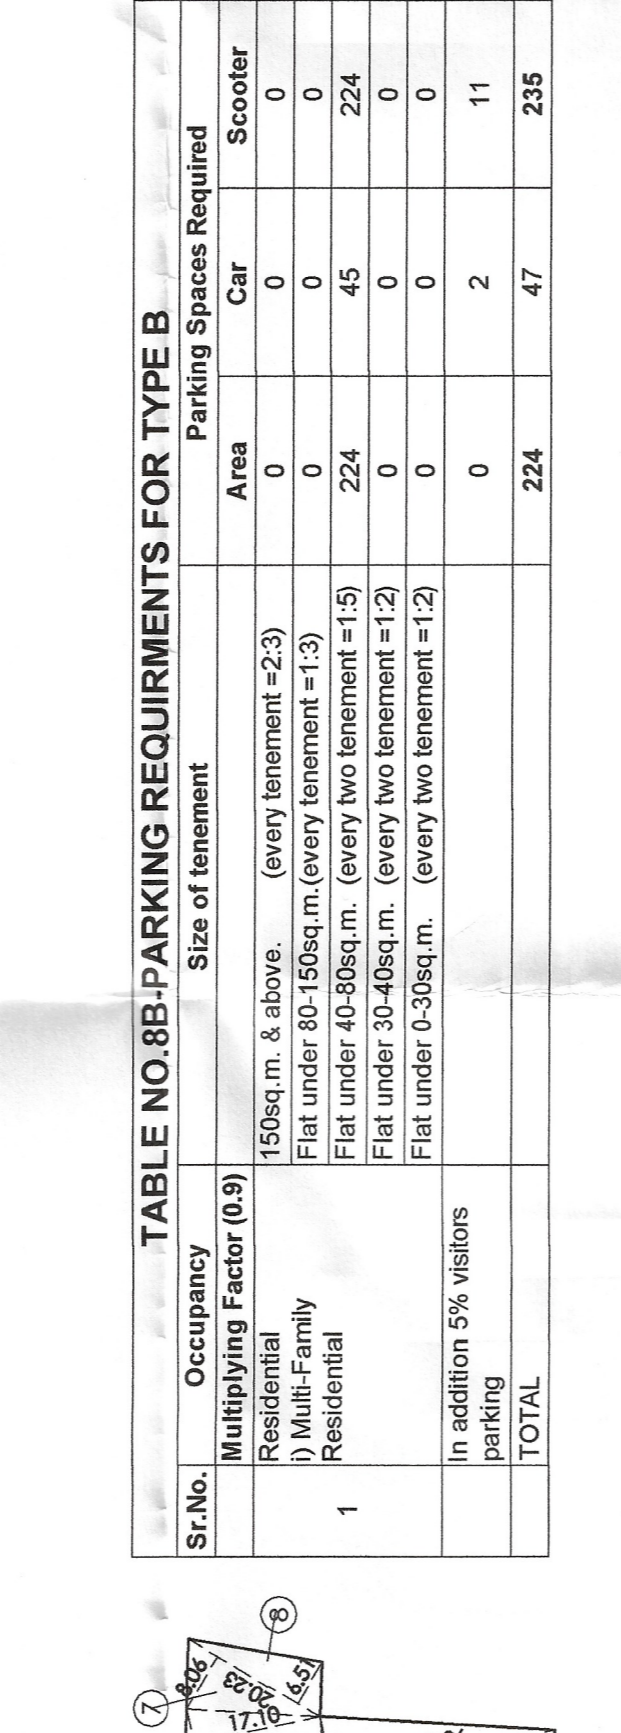 TABLE NO.8B-PARKING REQUIRMENTS FOR TYPE B
Sr.No. Occupancy Size of tenement Parking Spaces Required
Multiplying Factor (0.9) Area Car Scooter
1 Residential 150sq.m. & above. (every tenement =2:3) 0 0 0
i) Multi-Family Flat under 80-150sq.m.(every tenement =1:3) 0 0 0
Residential Flat under 40-80sq.m. (every two tenement =1:5) 224 45 224
Flat under 30-40sq.m. (every two tenement =1:2) 0 0 0
Flat under 0-30sq.m. (every two tenement =1:2) 0 0 0
In addition 5% visitors
parking 0 2 11
TOTAL 224 47 235
7
8
8.06
20.23
6.51
17.10